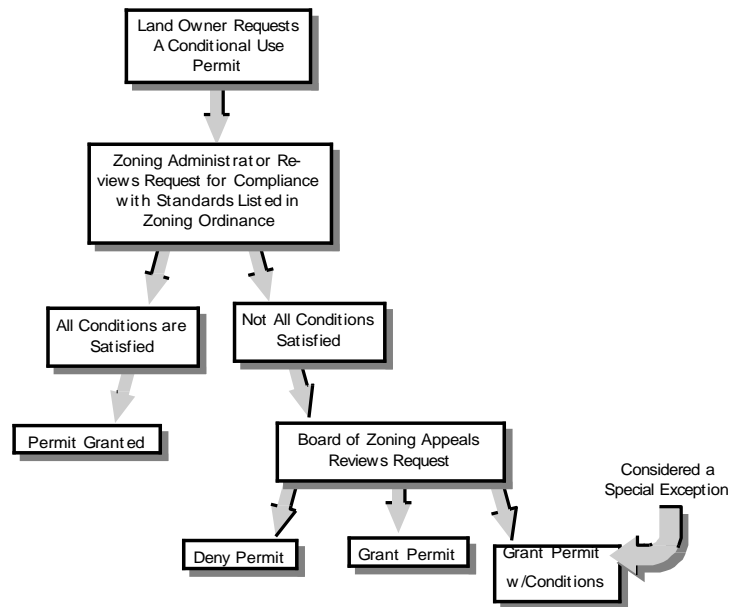 Land Owner Requests
A Conditional Use
Permit
Zoning Administrator Re-
views Request for Compliance
with Standards Listed in
Zoning Ordinance
All Conditions are
Satisfied
Not All Conditions
Satisfied
Permit Granted
Board of Zoning Appeals
Reviews Request
Considered a
Special Exception
Deny Permit
Grant Permit
Grant Permit
w/Conditions